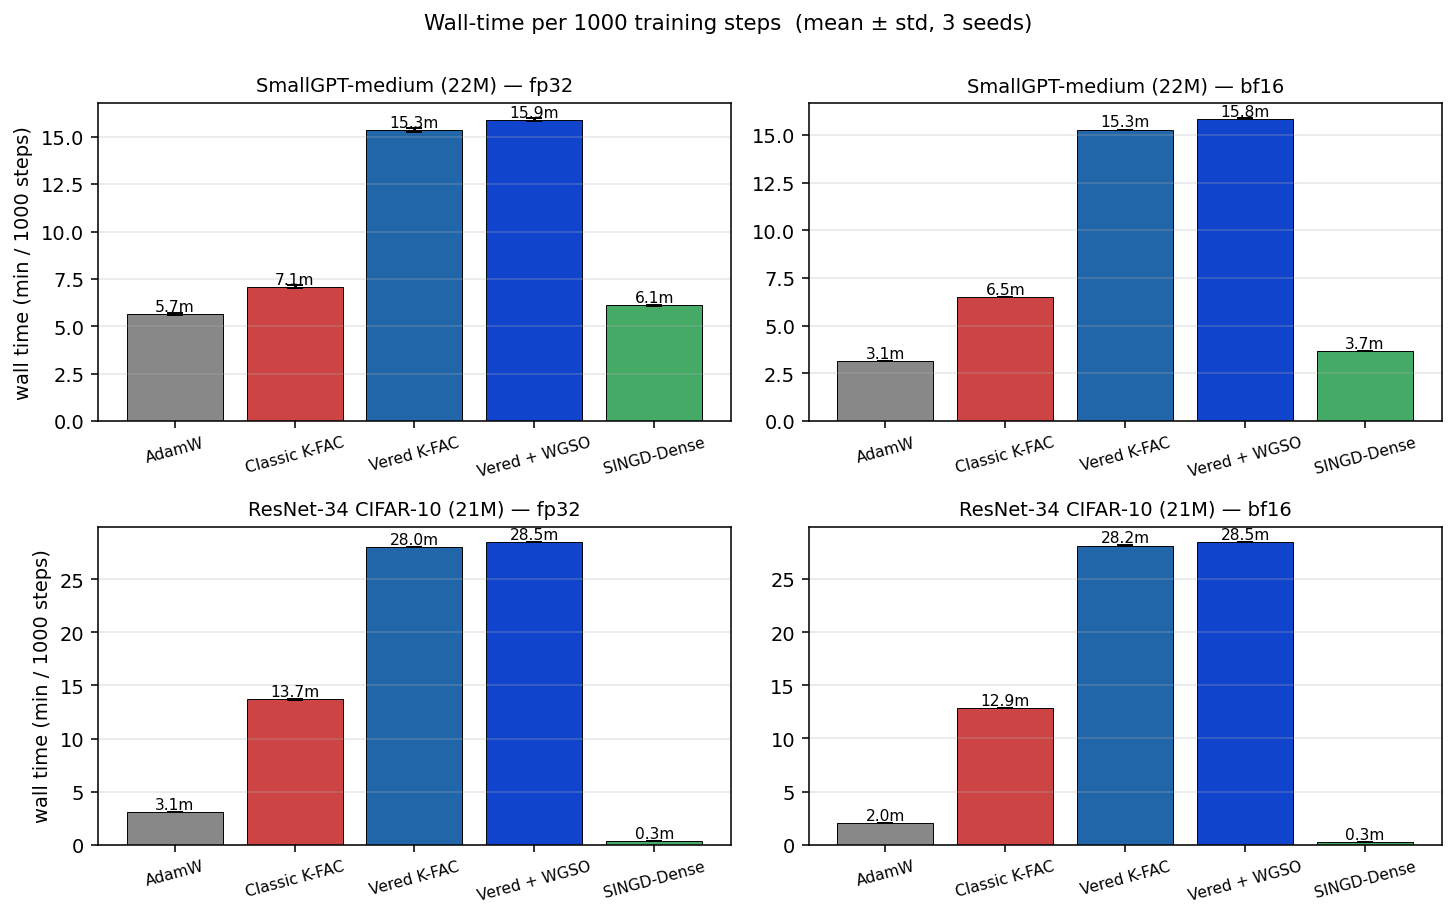 Wall-time per 1000 training steps  (mean ± std, 3 seeds)
SmallGPT-medium (22M) — fp32
wall time (min / 1000 steps)
15.0
12.5
10.0
7.5
5.0
2.5
0.0
5.7m
7.1m
15.3m
15.9m
6.1m
AdamW
Classic K-FAC
Vered K-FAC
Vered + WGSO
SINGD-Dense
SmallGPT-medium (22M) — bf16
15.0
12.5
10.0
7.5
5.0
2.5
0.0
3.1m
6.5m
15.3m
15.8m
3.7m
AdamW
Classic K-FAC
Vered K-FAC
Vered + WGSO
SINGD-Dense
ResNet-34 CIFAR-10 (21M) — fp32
wall time (min / 1000 steps)
25
20
15
10
5
0
3.1m
13.7m
28.0m
28.5m
0.3m
AdamW
Classic K-FAC
Vered K-FAC
Vered + WGSO
SINGD-Dense
ResNet-34 CIFAR-10 (21M) — bf16
25
20
15
10
5
0
2.0m
12.9m
28.2m
28.5m
0.3m
AdamW
Classic K-FAC
Vered K-FAC
Vered + WGSO
SINGD-Dense